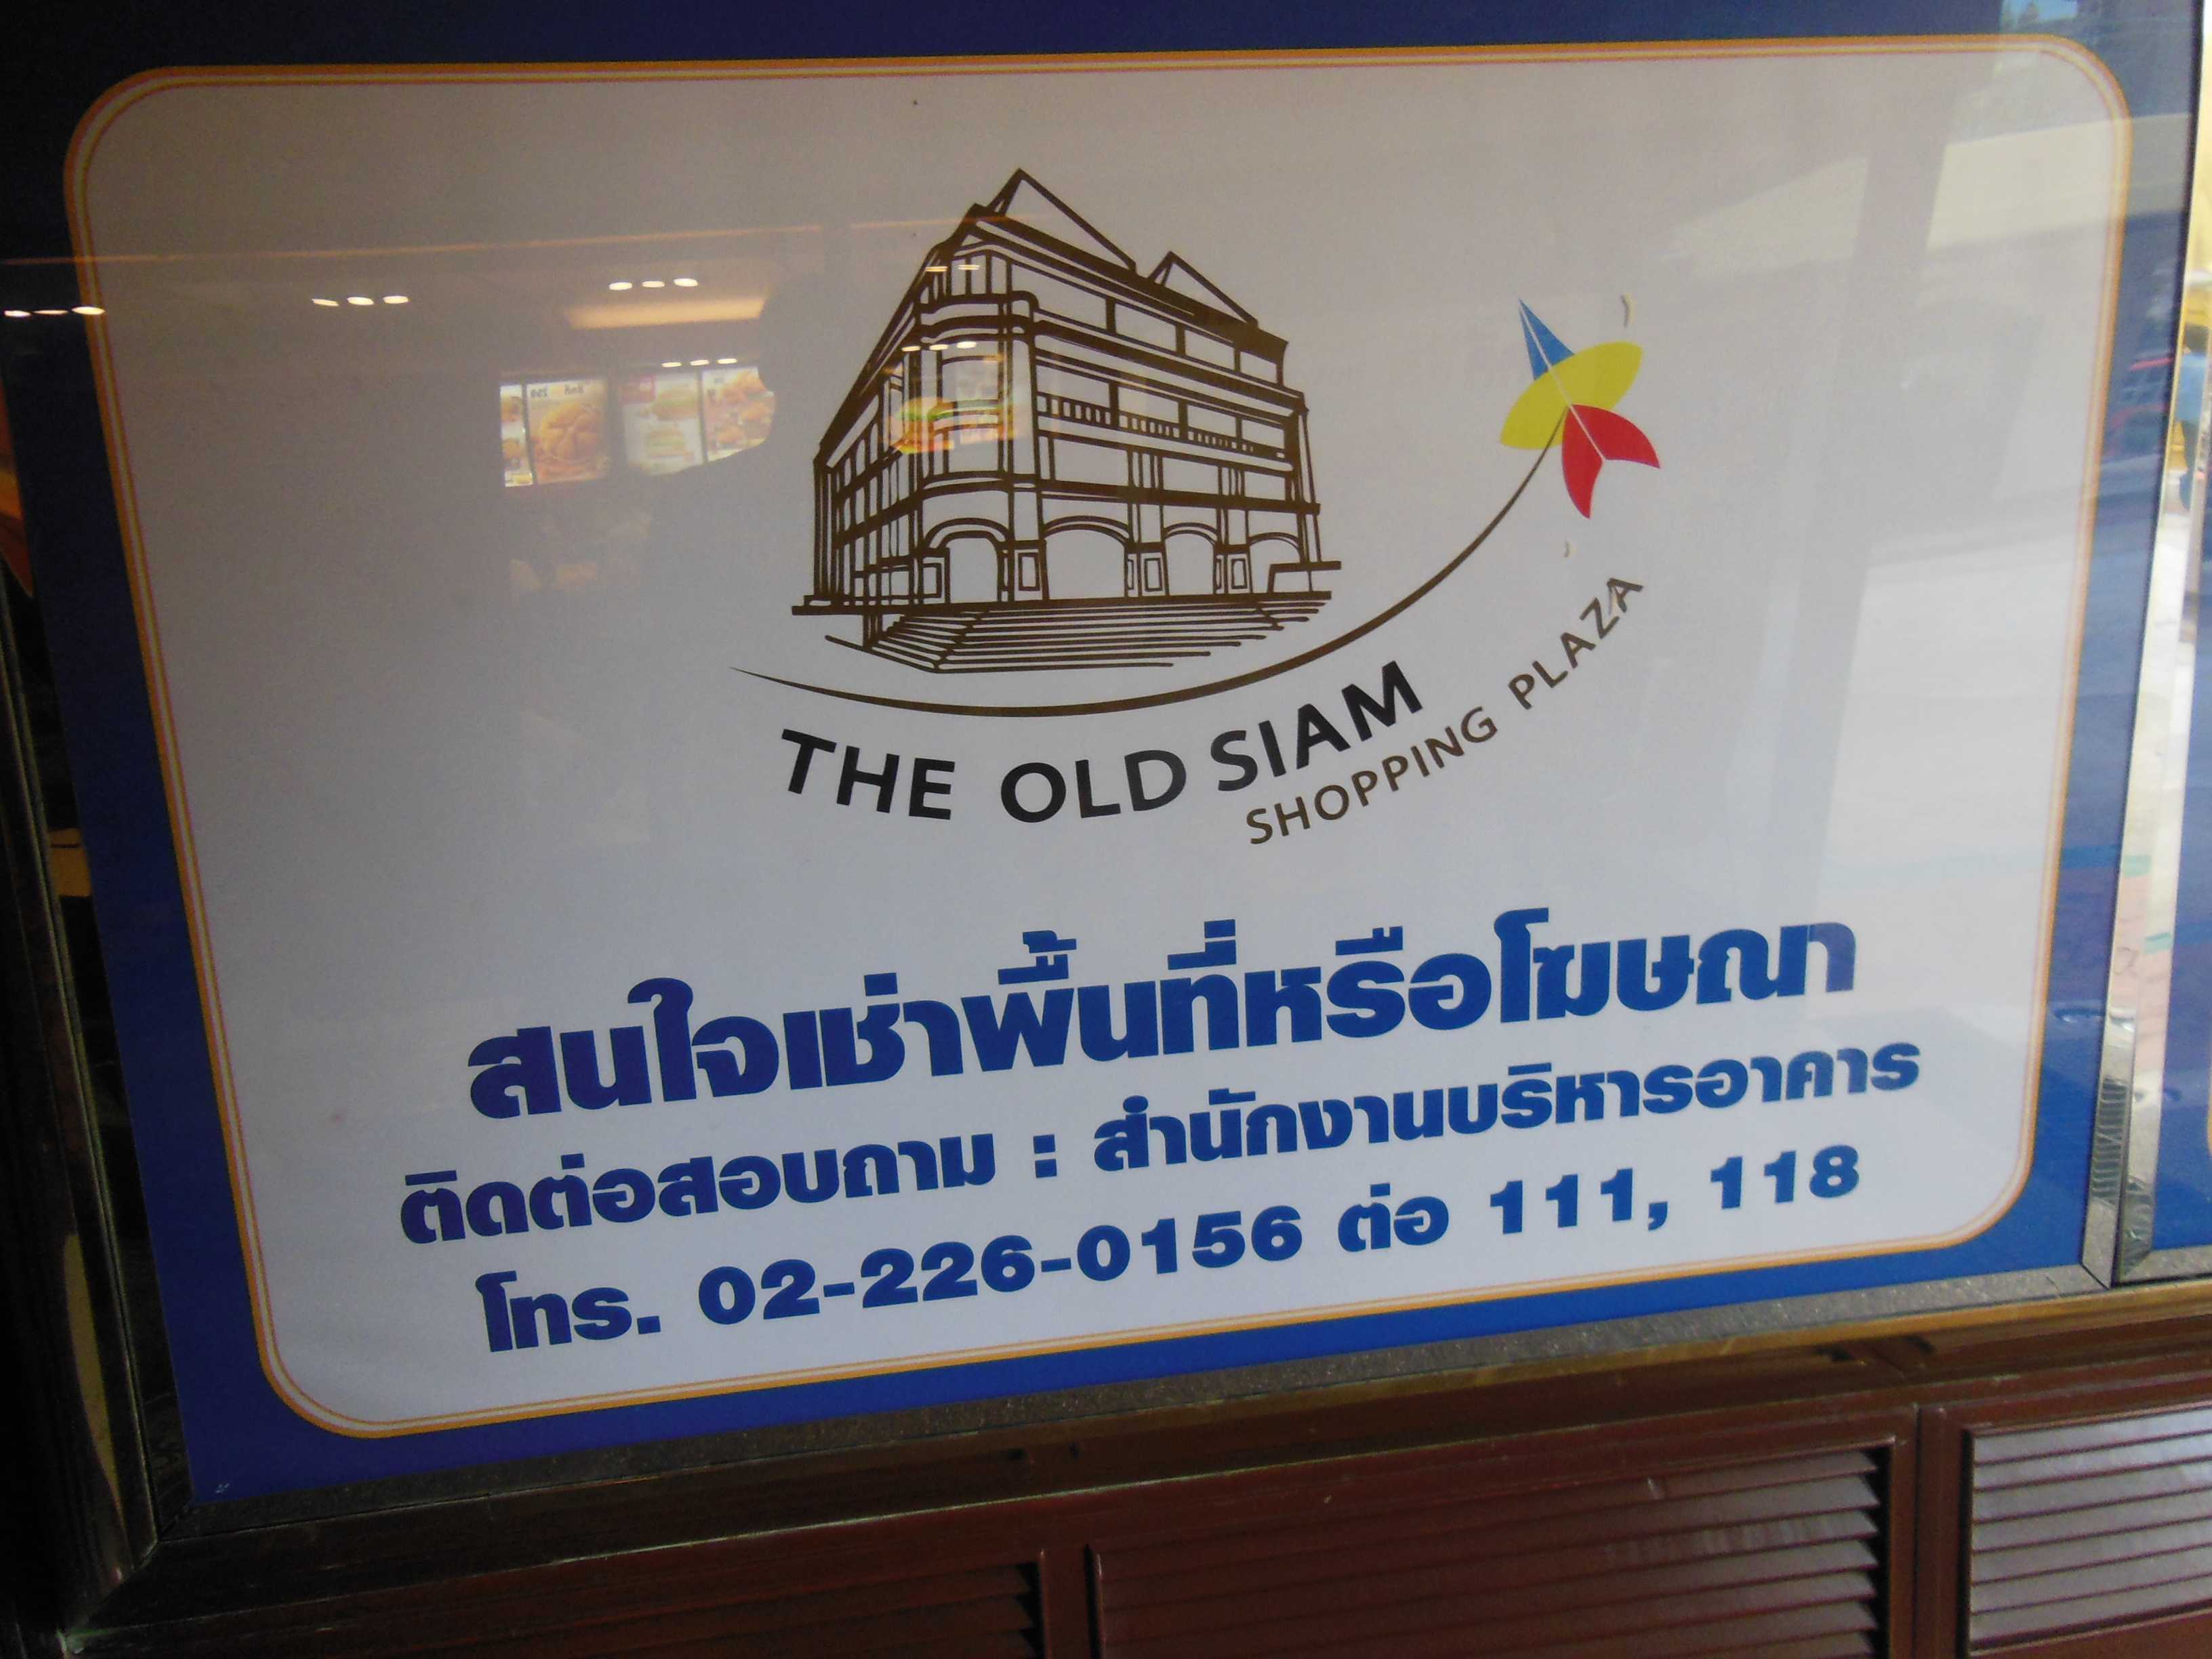 THE OLD SIAM
SHOPPING PLAZA
สนใจเช่าพื้นที่หรือโฆษณา
ติดต่อสอบถาม : สำนักงานบริหารอาคาร
โทร. 02-226-0156 ต่อ 111, 118